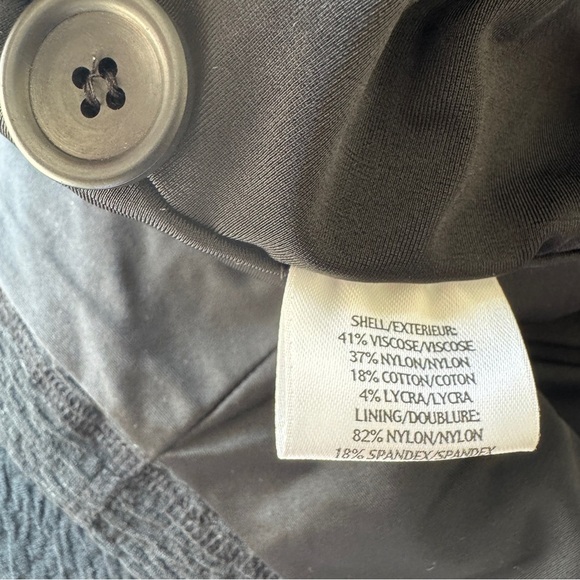 SHELL/EXTERIEUR:
41% VISCOSE/VISCOSE
37% NYLON/NYLON
18% COTTON/COTON
4% LYCRA/LYCRA
LINING/DOUBLURE:
82% NYLON/NYLON
18% SPANDEX/SPANDEX